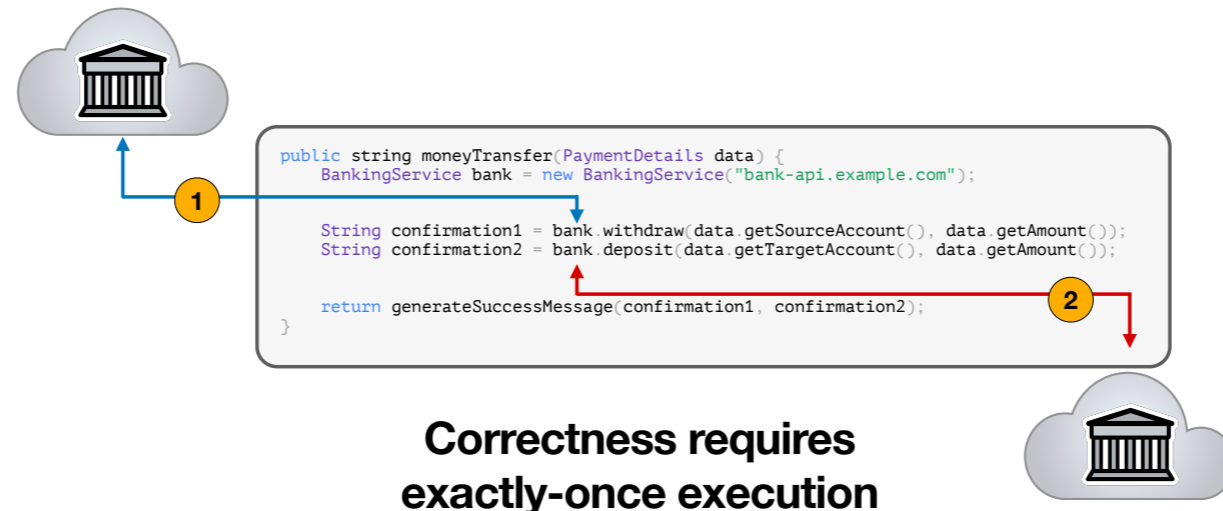 public string moneyTransfer(PaymentDetails data) {
BankingService bank = new BankingService("bank-api.example.com");
1
String confirmation1 = bank.withdraw(data.getSourceAccount(), data.getAmount());
String confirmation2 = bank.deposit(data.getTargetAccount(), data.getAmount());
2
return generateSuccessMessage(confirmation1, confirmation2);
}
Correctness requires
exactly-once execution